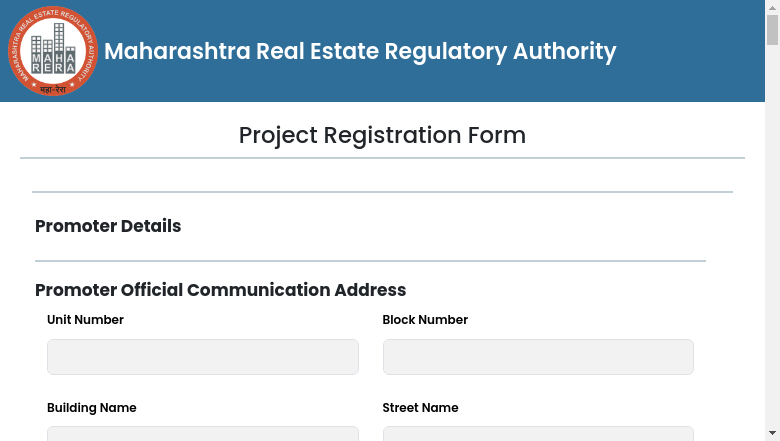 MAHARASHTRA REAL ESTATE REGULATORY AUTHORITY
MAHA
RERA
महा-रेरा
Maharashtra Real Estate Regulatory Authority
Project Registration Form
Promoter Details
Promoter Official Communication Address
Unit Number
Block Number
Building Name
Street Name